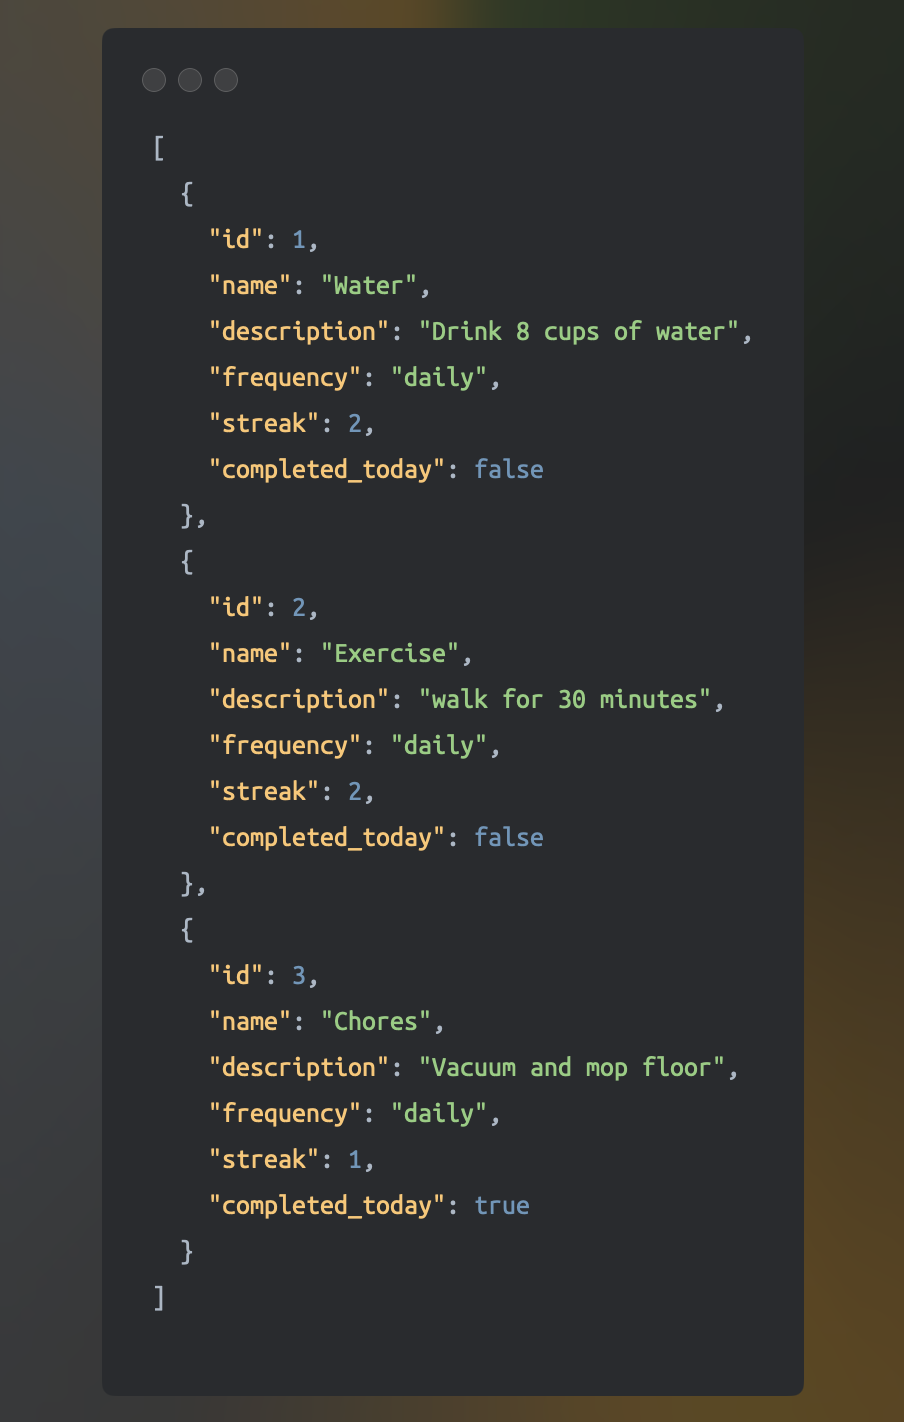 [
  {
    "id": 1,
    "name": "Water",
    "description": "Drink 8 cups of water",
    "frequency": "daily",
    "streak": 2,
    "completed_today": false
  },
  {
    "id": 2,
    "name": "Exercise",
    "description": "walk for 30 minutes",
    "frequency": "daily",
    "streak": 2,
    "completed_today": false
  },
  {
    "id": 3,
    "name": "Chores",
    "description": "Vacuum and mop floor",
    "frequency": "daily",
    "streak": 1,
    "completed_today": true
  }
]